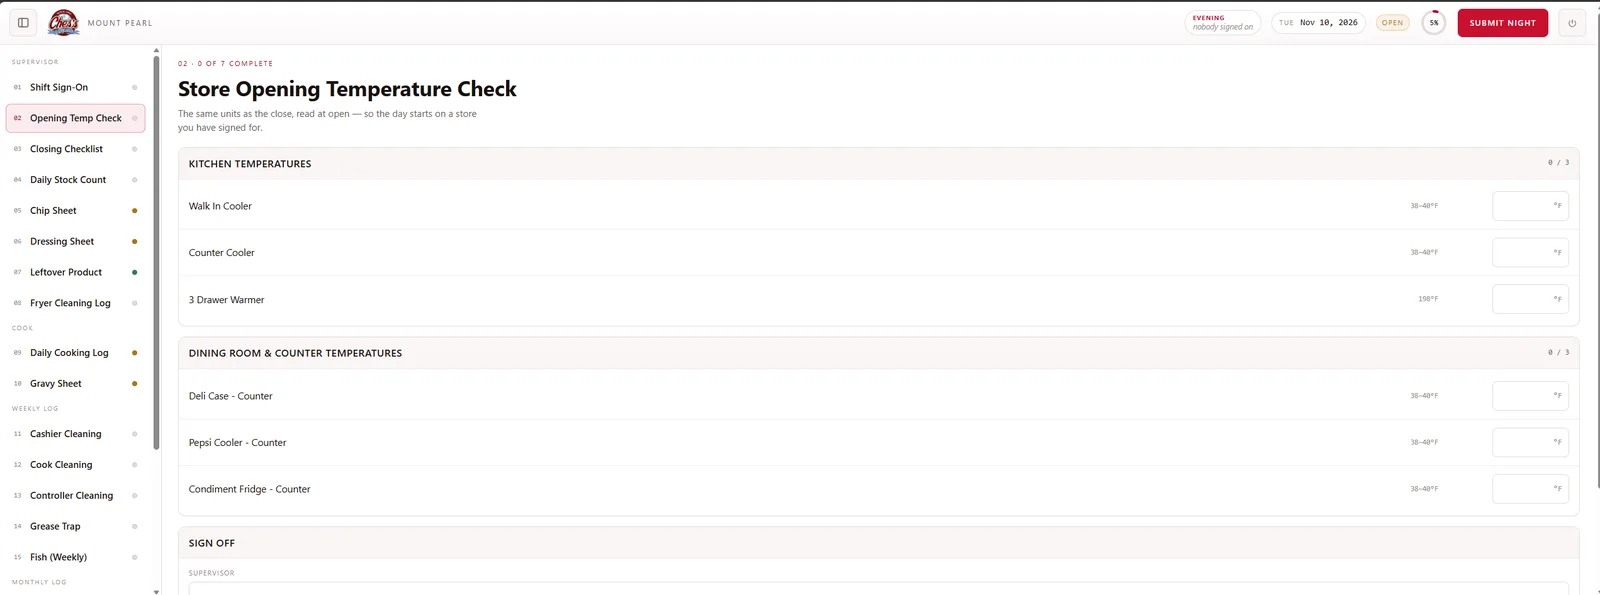 Ches's
MOUNT PEARL
EVENING
nobody signed on
TUE Nov 10, 2026
OPEN
5%
SUBMIT NIGHT
SUPERVISOR
01 Shift Sign-On
02 Opening Temp Check
03 Closing Checklist
04 Daily Stock Count
05 Chip Sheet
06 Dressing Sheet
07 Leftover Product
08 Fryer Cleaning Log
COOK
09 Daily Cooking Log
10 Gravy Sheet
WEEKLY LOG
11 Cashier Cleaning
12 Cook Cleaning
13 Controller Cleaning
14 Grease Trap
15 Fish (Weekly)
MONTHLY LOG
02 · 0 OF 7 COMPLETE
Store Opening Temperature Check
The same units as the close, read at open — so the day starts on a store
you have signed for.
KITCHEN TEMPERATURES 0 / 3
Walk In Cooler 38–40°F °F
Counter Cooler 38–40°F °F
3 Drawer Warmer 198°F °F
DINING ROOM & COUNTER TEMPERATURES 0 / 3
Deli Case - Counter 38–40°F °F
Pepsi Cooler - Counter 38–40°F °F
Condiment Fridge - Counter 38–40°F °F
SIGN OFF
SUPERVISOR